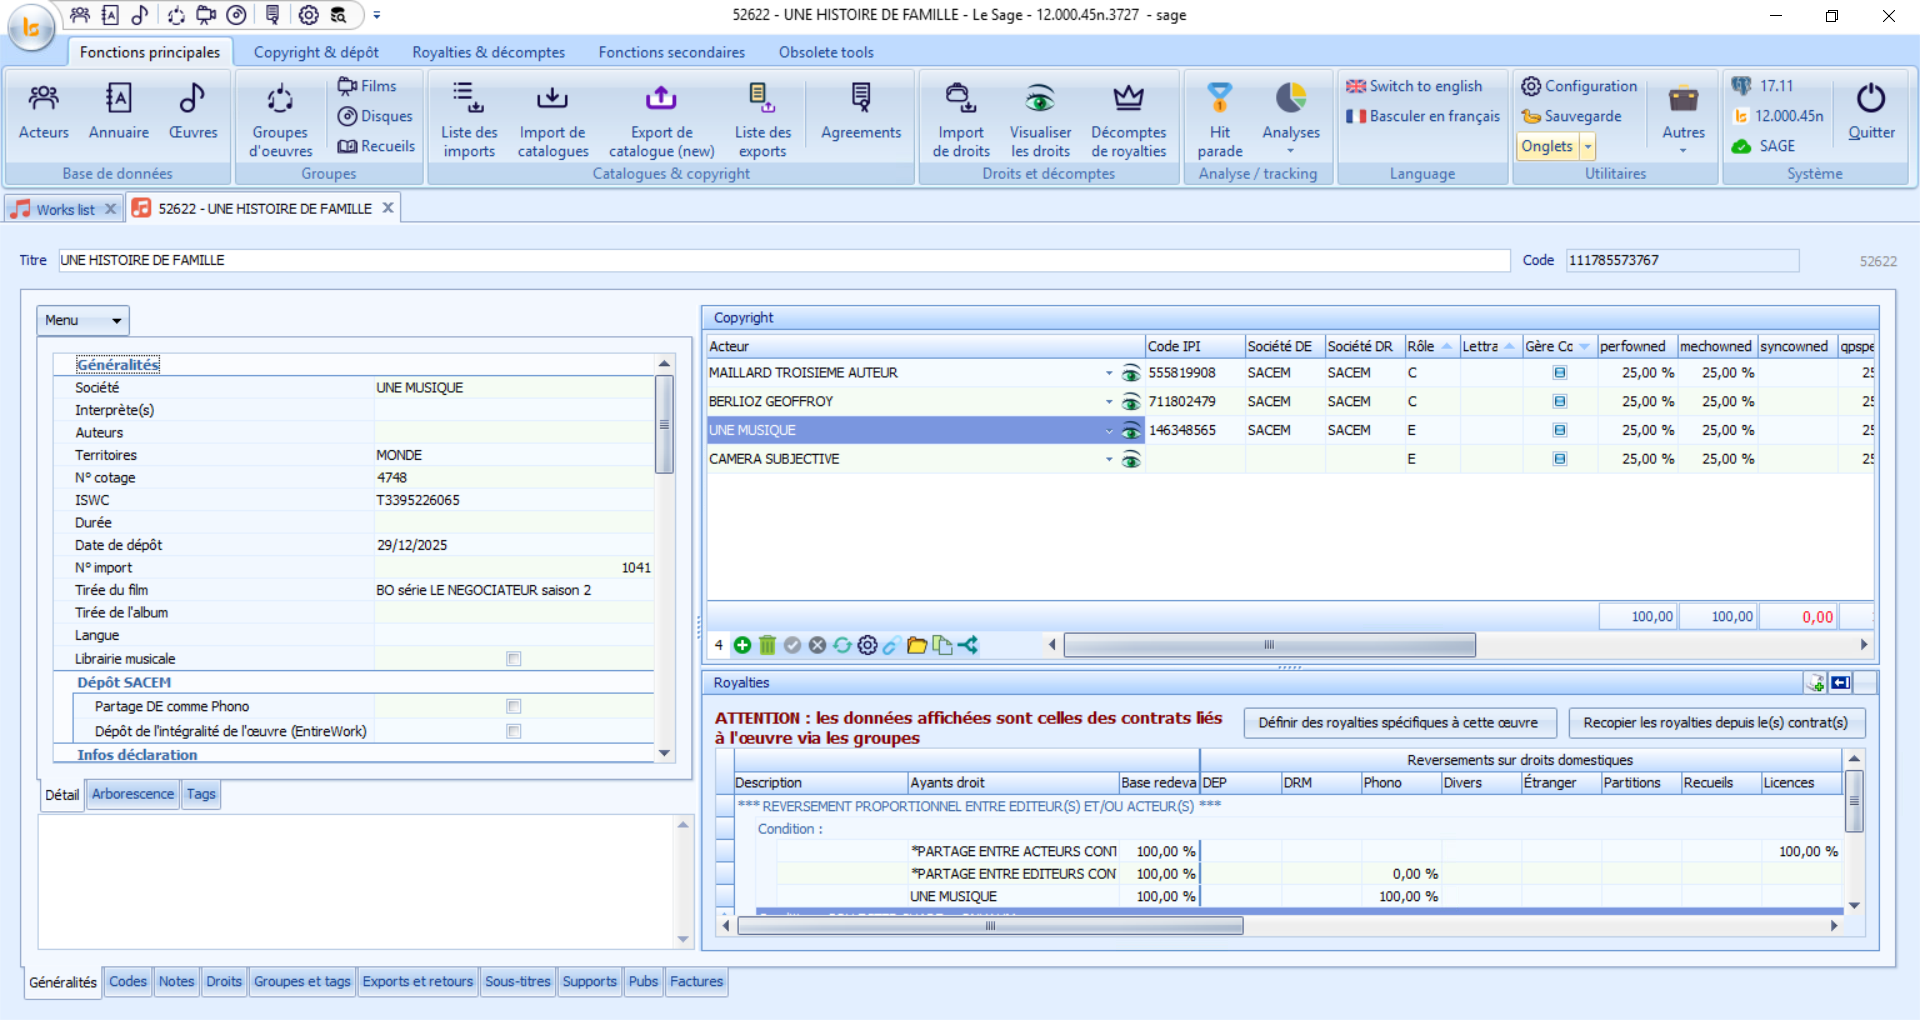 52622 - UNE HISTOIRE DE FAMILLE - Le Sage - 12.000.45n.3727 - sage
Fonctions principales
Copyright & dépôt
Royalties & décomptes
Fonctions secondaires
Obsolete tools
Acteurs
Annuaire
Œuvres
Base de données
Groupes d'oeuvres
Films
Disques
Recueils
Groupes
Liste des imports
Import de catalogues
Export de catalogue (new)
Liste des exports
Agreements
Catalogues & copyright
Import de droits
Visualiser les droits
Décomptes de royalties
Droits et décomptes
Hit parade
Analyses
Analyse / tracking
Switch to english
Basculer en français
Language
Configuration
Sauvegarde
Onglets
Autres
Utilitaires
17.11
12.000.45n
SAGE
Quitter
Système
Works list
52622 - UNE HISTOIRE DE FAMILLE
Titre UNE HISTOIRE DE FAMILLE Code 111785573767 52622
Menu
Généralités
Société UNE MUSIQUE
Interprète(s)
Auteurs
Territoires MONDE
N° cotage 4748
ISWC T3395226065
Durée
Date de dépôt 29/12/2025
N° import 1041
Tirée du film BO série LE NEGOCIATEUR saison 2
Tirée de l'album
Langue
Librairie musicale
Dépôt SACEM
Partage DE comme Phono
Dépôt de l'intégralité de l'œuvre (EntireWork)
Infos déclaration
Détail Arborescence Tags
Copyright
Acteur Code IPI Société DE Société DR Rôle Lettra Gère Co perfowned mechowned syncowned qpspe
MAILLARD TROISIEME AUTEUR 555819908 SACEM SACEM C 25,00 % 25,00 % 25
BERLIOZ GEOFFROY 711802479 SACEM SACEM C 25,00 % 25,00 % 25
UNE MUSIQUE 146348565 SACEM SACEM E 25,00 % 25,00 % 25
CAMERA SUBJECTIVE E 25,00 % 25,00 % 25
100,00 100,00 0,00
4
Royalties
ATTENTION : les données affichées sont celles des contrats liés
à l'œuvre via les groupes
Définir des royalties spécifiques à cette œuvre
Recopier les royalties depuis le(s) contrat(s)
Reversements sur droits domestiques
Description Ayants droit Base redeva DEP DRM Phono Divers Étranger Partitions Recueils Licences
*** REVERSEMENT PROPORTIONNEL ENTRE EDITEUR(S) ET/OU ACTEUR(S) ***
Condition :
*PARTAGE ENTRE ACTEURS CONT 100,00 % 100,00 %
*PARTAGE ENTRE EDITEURS CON 100,00 % 0,00 %
UNE MUSIQUE 100,00 % 100,00 %
Généralités Codes Notes Droits Groupes et tags Exports et retours Sous-titres Supports Pubs Factures